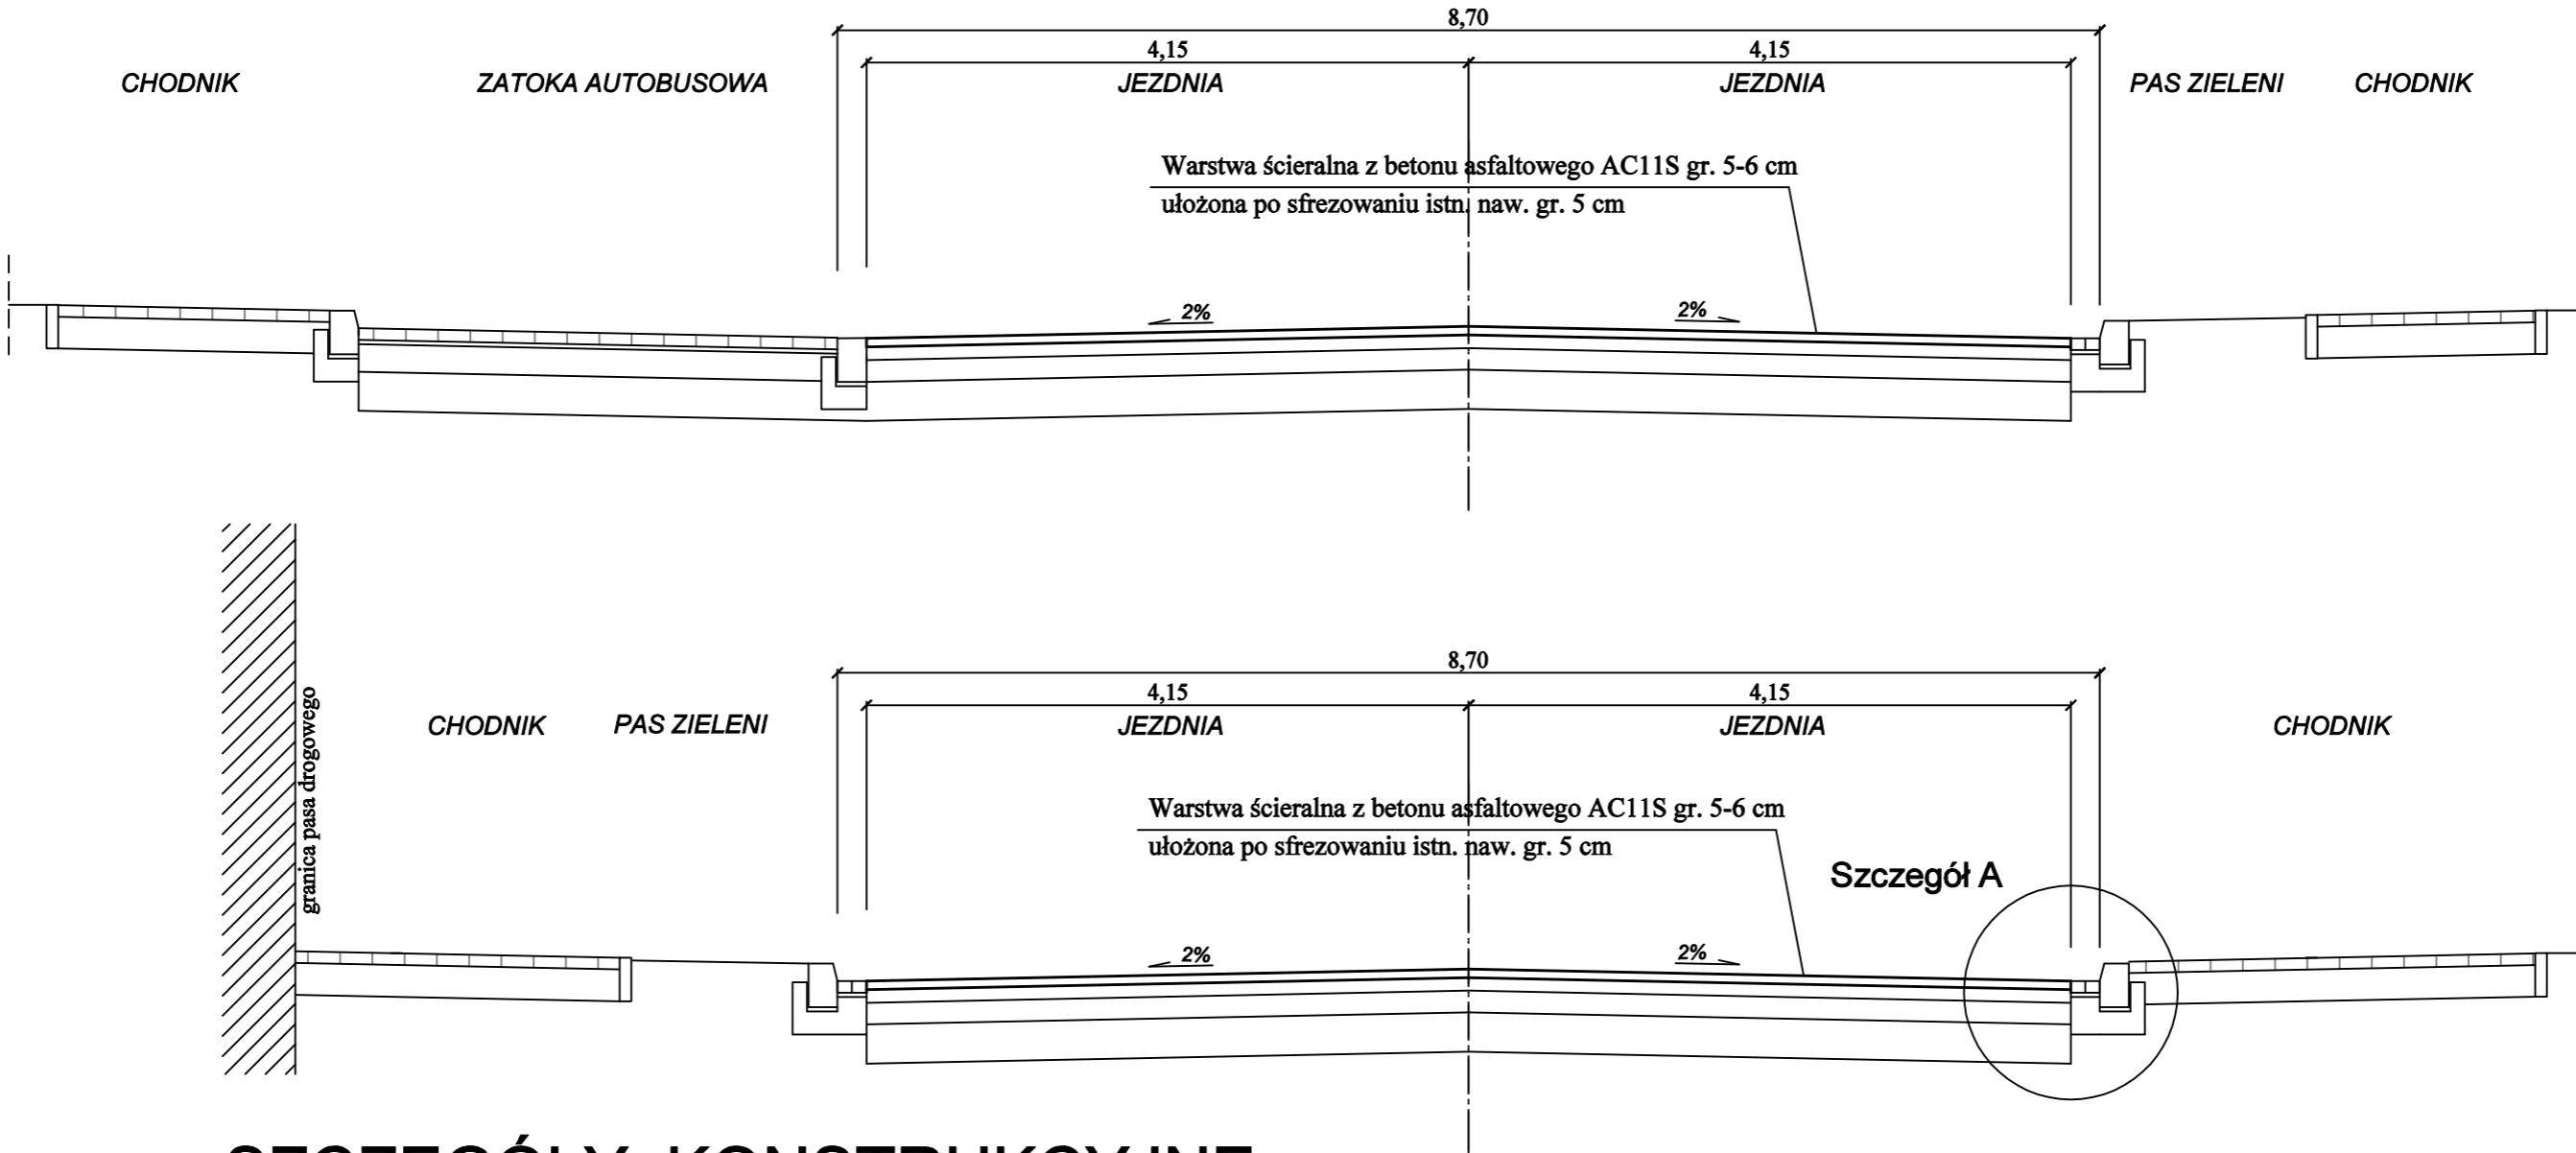 8,70
4,15
4,15
CHODNIK
ZATOKA AUTOBUSOWA
JEZDNIA
JEZDNIA
PAS ZIELENI
CHODNIK
Warstwa ścieralna z betonu asfaltowego AC11S gr. 5-6 cm
ułożona po sfrezowaniu istn. naw. gr. 5 cm
2%
2%
8,70
4,15
4,15
granica pasa drogowego
CHODNIK
PAS ZIELENI
JEZDNIA
JEZDNIA
CHODNIK
Warstwa ścieralna z betonu asfaltowego AC11S gr. 5-6 cm
ułożona po sfrezowaniu istn. naw. gr. 5 cm
Szczegół A
2%
2%
SZCZEGÓŁY KONSTRUKCYJNE